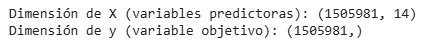 Dimensión de X (variables predictoras): (1505981, 14)
Dimensión de y (variable objetivo): (1505981,)